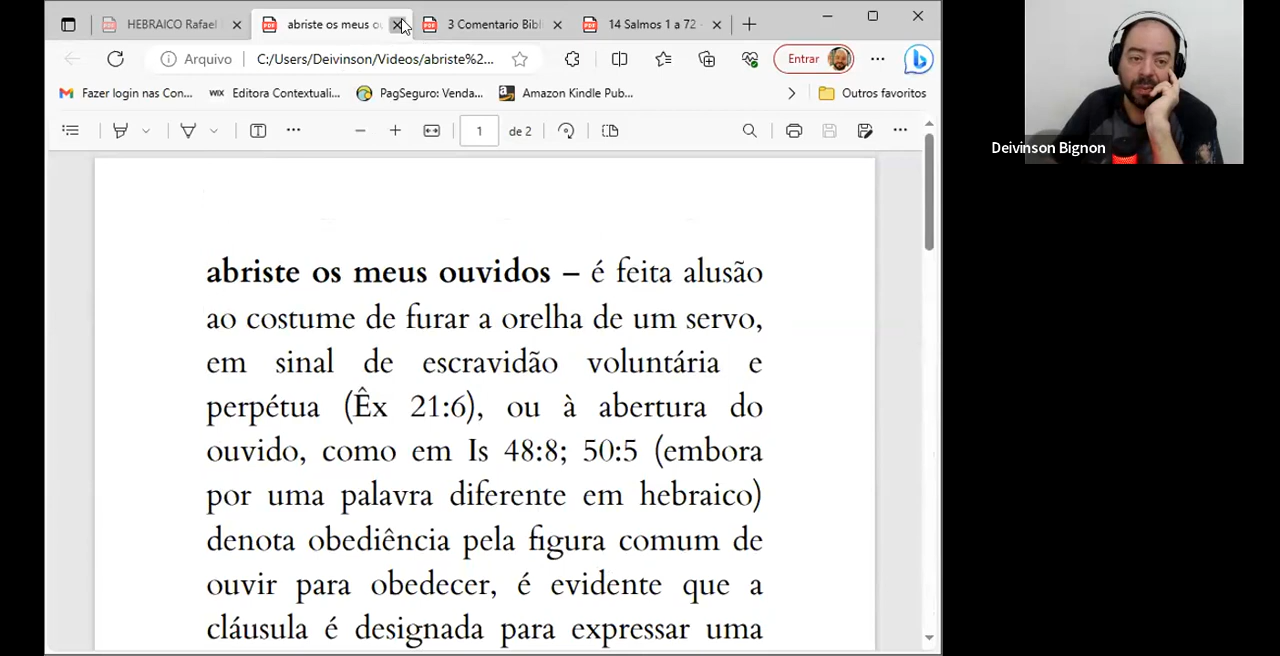 HEBRAICO Rafael
abriste os meus ou
3 Comentario Bibl
14 Salmos 1 a 72
Arquivo
C:/Users/Deivinson/Videos/abriste%2...
Entrar
Fazer login nas Con...
WIX Editora Contextuali...
PagSeguro: Venda...
Amazon Kindle Pub...
Outros favoritos
1 de 2
Deivinson Bignon
abriste os meus ouvidos – é feita alusão
ao costume de furar a orelha de um servo,
em sinal de escravidão voluntária e
perpétua (Êx 21:6), ou à abertura do
ouvido, como em Is 48:8; 50:5 (embora
por uma palavra diferente em hebraico)
denota obediência pela figura comum de
ouvir para obedecer, é evidente que a
cláusula é designada para expressar uma